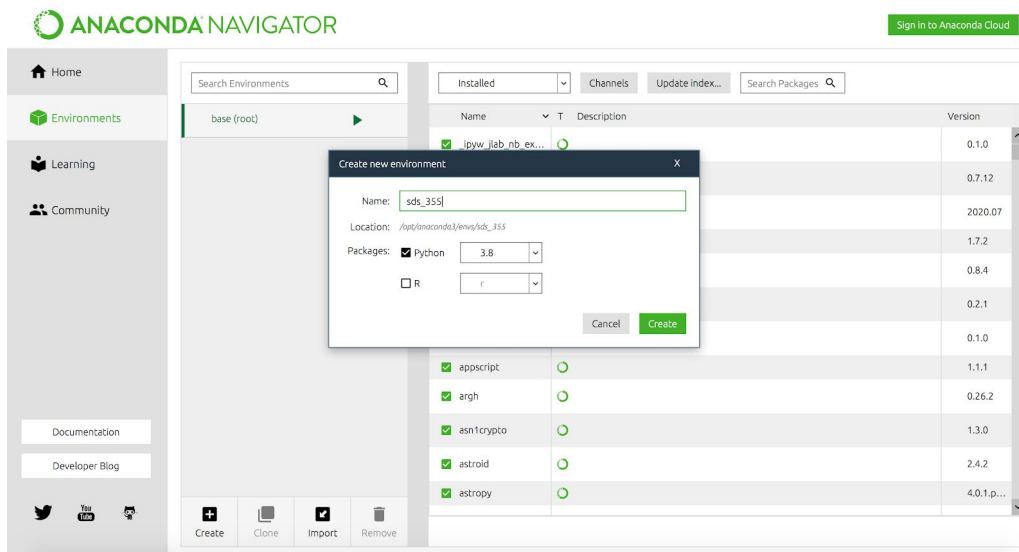 ANACONDA NAVIGATOR
Sign in to Anaconda Cloud
Home
Environments
Learning
Community
Documentation
Developer Blog
You
Tube
Search Environments
base (root)
Create
Clone
Import
Remove
Installed
Channels
Update index...
Search Packages
Name T Description Version
_ipyw_jlab_nb_ex... 0.1.0
0.7.12
2020.07
1.7.2
0.8.4
0.2.1
0.1.0
appscript 1.1.1
argh 0.26.2
asn1crypto 1.3.0
astroid 2.4.2
astropy 4.0.1.p...
Create new environment X
Name: sds_355
Location: /opt/anaconda3/envs/sds_355
Packages: Python 3.8
R r
Cancel Create